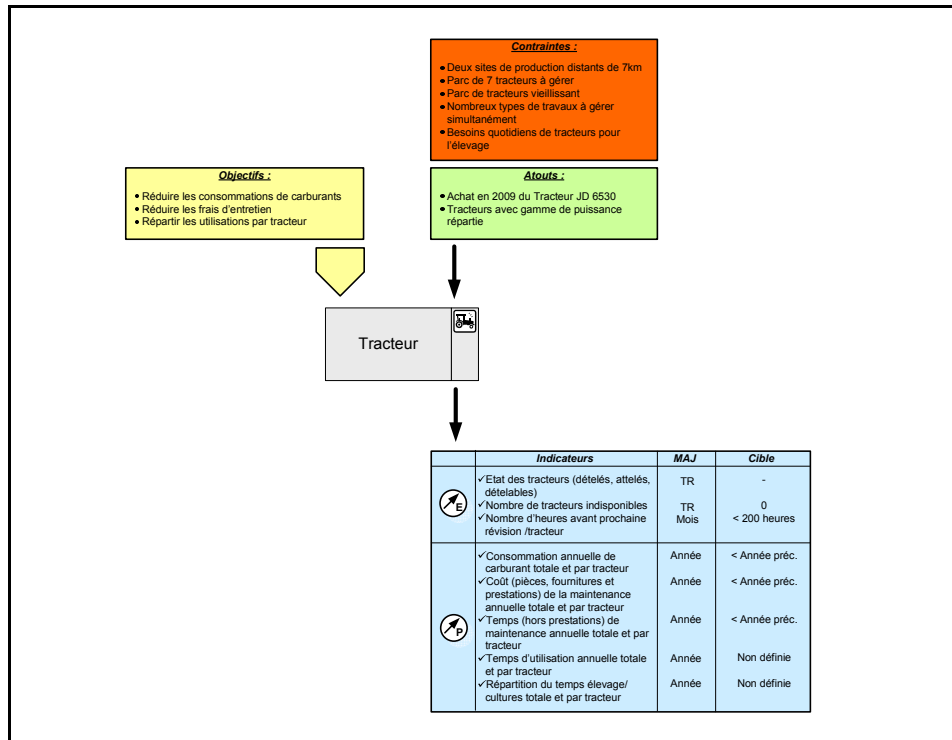 Contraintes :
• Deux sites de production distants de 7km
• Parc de 7 tracteurs à gérer
• Parc de tracteurs vieillissant
• Nombreux types de travaux à gérer
simultanément
• Besoins quotidiens de tracteurs pour
l'élevage
Objectifs :
• Réduire les consommations de carburants
• Réduire les frais d'entretien
• Répartir les utilisations par tracteur
Atouts :
• Achat en 2009 du Tracteur JD 6530
• Tracteurs avec gamme de puissance
répartie
Tracteur
Indicateurs MAJ Cible
E
✓Etat des tracteurs (dételés, attelés, TR -
dételables)
✓Nombre de tracteurs indisponibles TR 0
✓Nombre d'heures avant prochaine Mois < 200 heures
révision /tracteur
P
✓Consommation annuelle de Année < Année préc.
carburant totale et par tracteur
✓Coût (pièces, fournitures et Année < Année préc.
prestations) de la maintenance
annuelle totale et par tracteur
✓Temps (hors prestations) de Année < Année préc.
maintenance annuelle totale et par
tracteur
✓Temps d'utilisation annuelle totale Année Non définie
et par tracteur
✓Répartition du temps élevage/ Année Non définie
cultures totale et par tracteur